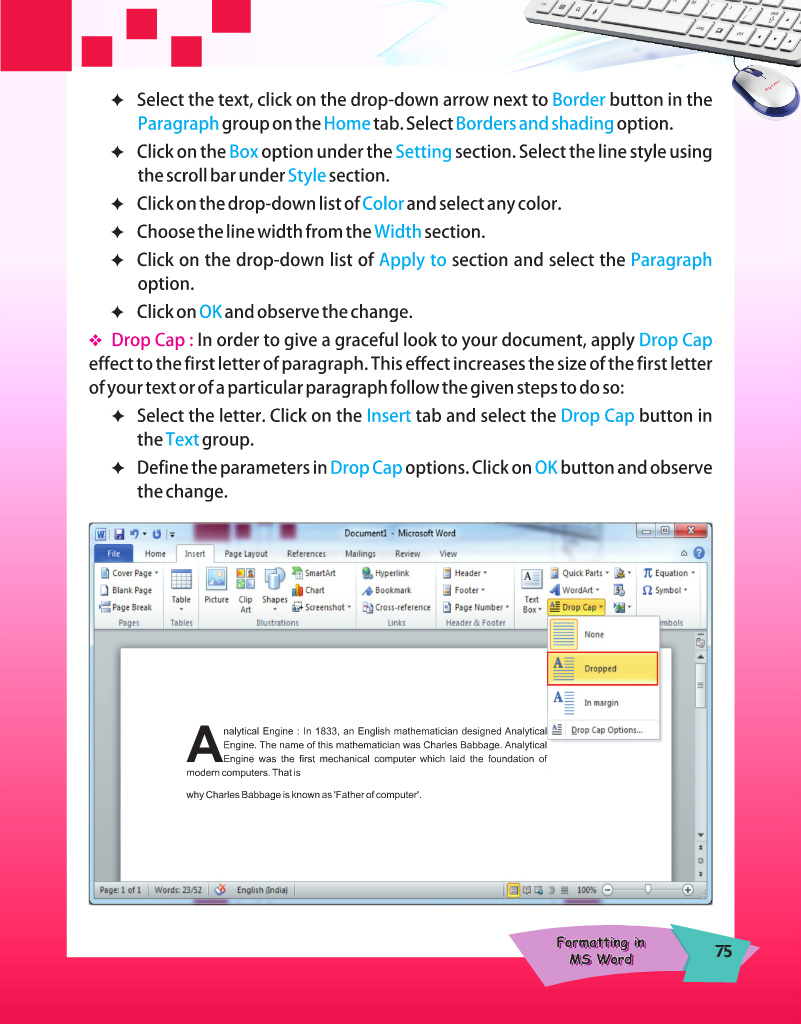 ✦ Select the text, click on the drop-down arrow next to Border button in the
Paragraph group on the Home tab. Select Borders and shading option.
✦ Click on the Box option under the Setting section. Select the line style using
the scroll bar under Style section.
✦ Click on the drop-down list of Color and select any color.
✦ Choose the line width from the Width section.
✦ Click on the drop-down list of Apply to section and select the Paragraph
option.
✦ Click on OK and observe the change.
❖ Drop Cap : In order to give a graceful look to your document, apply Drop Cap
effect to the first letter of paragraph. This effect increases the size of the first letter
of your text or of a particular paragraph follow the given steps to do so:
✦ Select the letter. Click on the Insert tab and select the Drop Cap button in
the Text group.
✦ Define the parameters in Drop Cap options. Click on OK button and observe
the change.
Document1 - Microsoft Word
File Home Insert Page Layout References Mailings Review View
Cover Page
Blank Page
Page Break
Pages
Table
Tables
Picture
Clip
Art
Shapes
SmartArt
Chart
Screenshot
Illustrations
Hyperlink
Bookmark
Cross-reference
Links
Header
Footer
Page Number
Header & Footer
Text
Box
Quick Parts
WordArt
Drop Cap
Equation
Symbol
mbols
None
Dropped
In margin
Drop Cap Options...
Analytical Engine : In 1833, an English mathematician designed Analytical
Engine. The name of this mathematician was Charles Babbage. Analytical
Engine was the first mechanical computer which laid the foundation of
modern computers. That is
why Charles Babbage is known as 'Father of computer'.
Page: 1 of 1 Words: 23/52 English (India) 100%
Formatting in
MS Word
75